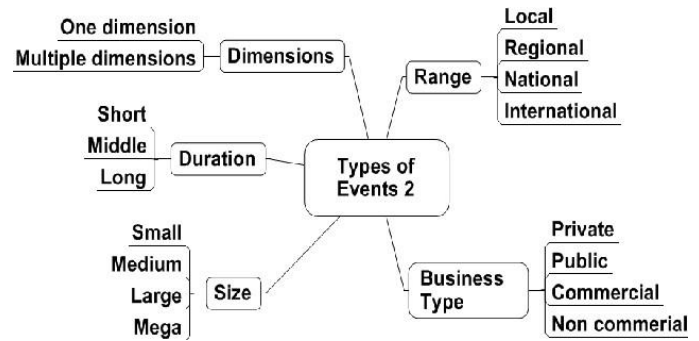 One dimension
Multiple dimensions
Dimensions
Short
Middle
Long
Duration
Small
Medium
Large
Mega
Size
Types of
Events 2
Range
Local
Regional
National
International
Business
Type
Private
Public
Commercial
Non commerial